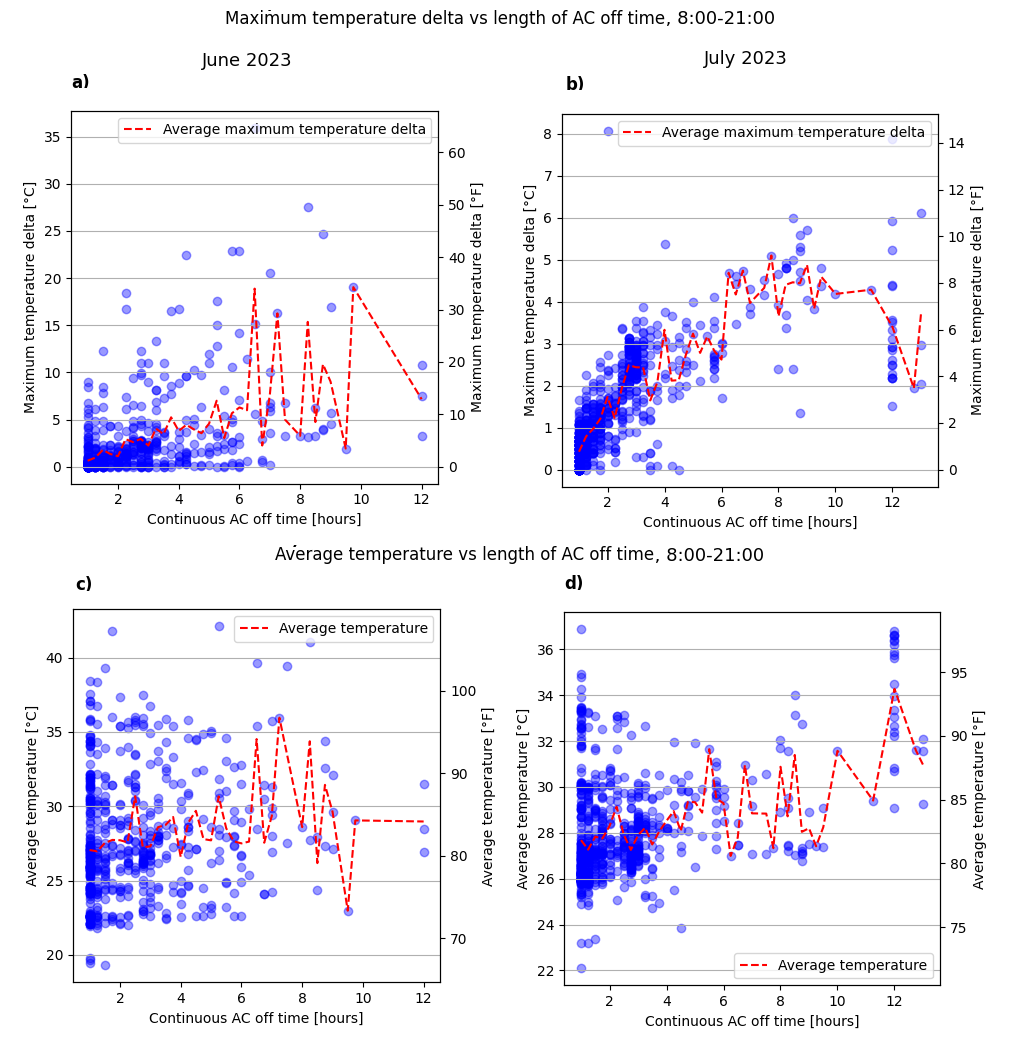 Maximum temperature delta vs length of AC off time, 8:00-21:00
June 2023
July 2023
a)
b)
Average maximum temperature delta
Average maximum temperature delta
Maximum temperature delta [°C]
35
30
25
20
15
10
5
0
60
50
40
30
20
10
0
Maximum temperature delta [°F]
2 4 6 8 10 12
Continuous AC off time [hours]
Maximum temperature delta [°C]
8
7
6
5
4
3
2
1
0
14
12
10
8
6
4
2
0
Maximum temperature delta [°F]
2 4 6 8 10 12
Continuous AC off time [hours]
Average temperature vs length of AC off time, 8:00-21:00
c)
d)
Average temperature
Average temperature [°C]
40
35
30
25
20
100
90
80
70
Average temperature [°F]
2 4 6 8 10 12
Continuous AC off time [hours]
Average temperature [°C]
36
34
32
30
28
26
24
22
95
90
85
80
75
Average temperature [°F]
Average temperature
2 4 6 8 10 12
Continuous AC off time [hours]